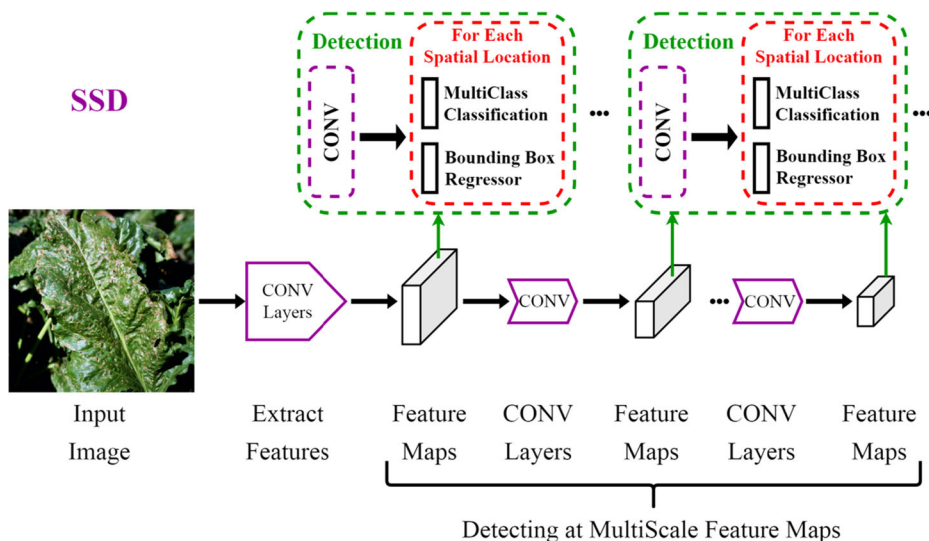 SSD
Detection
For Each
Spatial Location
CONV
MultiClass
Classification
Bounding Box
Regressor
...
Detection
For Each
Spatial Location
CONV
MultiClass
Classification
Bounding Box
Regressor
...
CONV
Layers
CONV
...
CONV
Input
Image
Extract
Features
Feature
Maps
CONV
Layers
Feature
Maps
CONV
Layers
Feature
Maps
Detecting at MultiScale Feature Maps